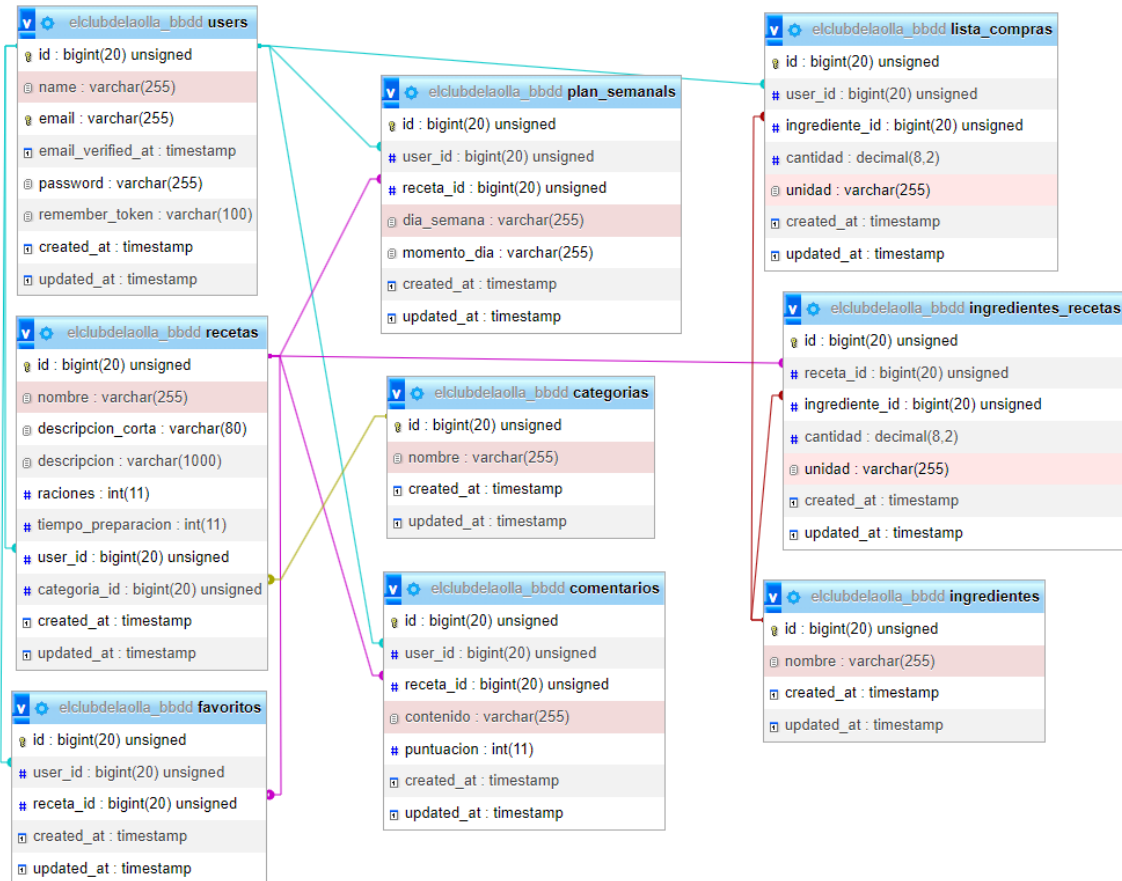 elclubdelaolla_bbdd users
id : bigint(20) unsigned
name : varchar(255)
email : varchar(255)
email_verified_at : timestamp
password : varchar(255)
remember_token : varchar(100)
created_at : timestamp
updated_at : timestamp
elclubdelaolla_bbdd plan_semanals
id : bigint(20) unsigned
user_id : bigint(20) unsigned
receta_id : bigint(20) unsigned
dia_semana : varchar(255)
momento_dia : varchar(255)
created_at : timestamp
updated_at : timestamp
elclubdelaolla_bbdd lista_compras
id : bigint(20) unsigned
user_id : bigint(20) unsigned
ingrediente_id : bigint(20) unsigned
cantidad : decimal(8,2)
unidad : varchar(255)
created_at : timestamp
updated_at : timestamp
elclubdelaolla_bbdd recetas
id : bigint(20) unsigned
nombre : varchar(255)
descripcion_corta : varchar(80)
descripcion : varchar(1000)
raciones : int(11)
tiempo_preparacion : int(11)
user_id : bigint(20) unsigned
categoria_id : bigint(20) unsigned
created_at : timestamp
updated_at : timestamp
elclubdelaolla_bbdd categorias
id : bigint(20) unsigned
nombre : varchar(255)
created_at : timestamp
updated_at : timestamp
elclubdelaolla_bbdd ingredientes_recetas
id : bigint(20) unsigned
receta_id : bigint(20) unsigned
ingrediente_id : bigint(20) unsigned
cantidad : decimal(8,2)
unidad : varchar(255)
created_at : timestamp
updated_at : timestamp
elclubdelaolla_bbdd favoritos
id : bigint(20) unsigned
user_id : bigint(20) unsigned
receta_id : bigint(20) unsigned
created_at : timestamp
updated_at : timestamp
elclubdelaolla_bbdd comentarios
id : bigint(20) unsigned
user_id : bigint(20) unsigned
receta_id : bigint(20) unsigned
contenido : varchar(255)
puntuacion : int(11)
created_at : timestamp
updated_at : timestamp
elclubdelaolla_bbdd ingredientes
id : bigint(20) unsigned
nombre : varchar(255)
created_at : timestamp
updated_at : timestamp